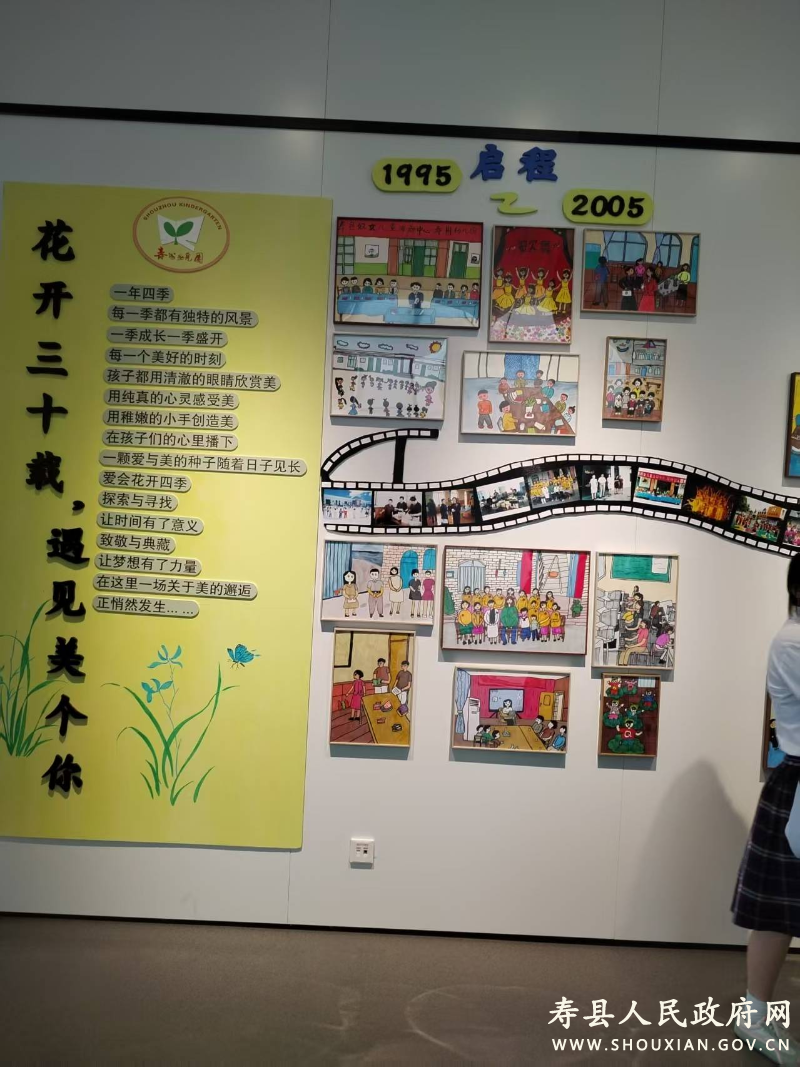 花开三十载，遇见美个你
SHOUZHOU KINDERGARTEN
寿州幼儿园
一年四季
每一季都有独特的风景
一季成长一季盛开
每一个美好的时刻
孩子都用清澈的眼睛欣赏美
用纯真的心灵感受美
用稚嫩的小手创造美
在孩子们的心里播下
一颗爱与美的种子随着日子见长
爱会花开四季
探索与寻找
让时间有了意义
致敬与典藏
让梦想有了力量
在这里一场关于美的邂逅
正悄然发生... ...
1995
启程
2005
寿县人民政府网
WWW.SHOUXIAN.GOV.CN